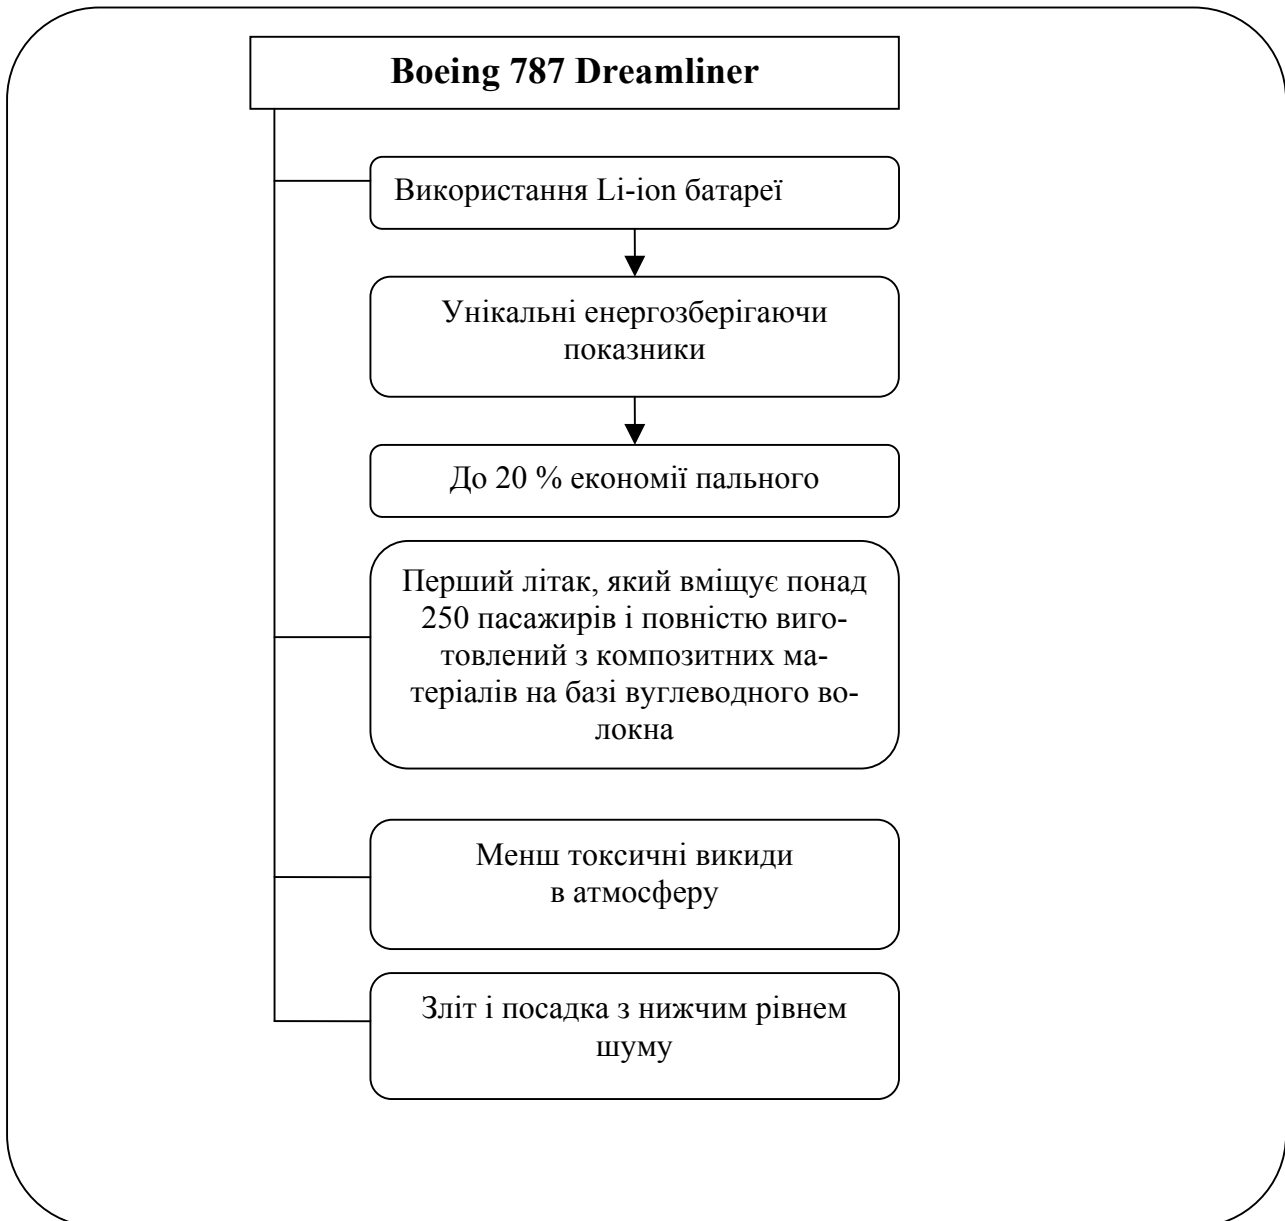 Boeing 787 Dreamliner
Використання Li-ion батареї
Унікальні енергозберігаючи
показники
До 20 % економії пального
Перший літак, який вміщує понад
250 пасажирів і повністю виго-
товлений з композитних ма-
теріалів на базі вуглеводного во-
локна
Менш токсичні викиди
в атмосферу
Зліт і посадка з нижчим рівнем
шуму